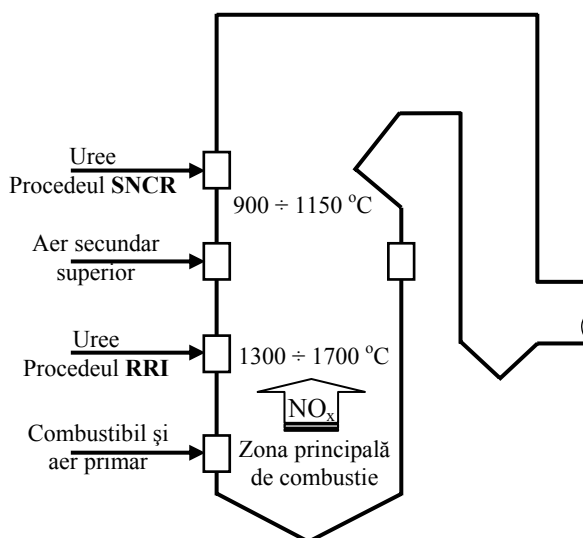 Uree
Procedeul SNCR
900 ÷ 1150 °C
Aer secundar
superior
Uree
Procedeul RRI
1300 ÷ 1700 °C
NOx
Combustibil şi
aer primar
Zona principală
de combustie